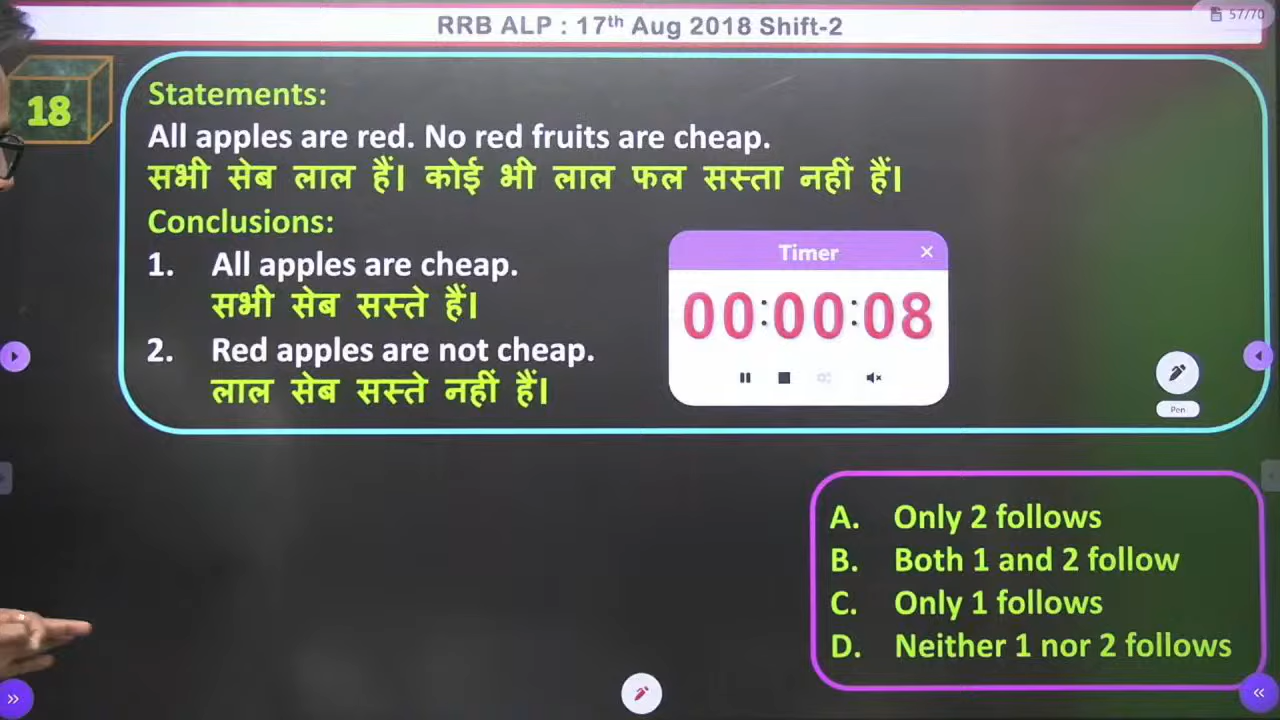 RRB ALP : 17th Aug 2018 Shift-2
57/70
18
Statements:
All apples are red. No red fruits are cheap.
सभी सेब लाल हैं। कोई भी लाल फल सस्ता नहीं हैं।
Conclusions:
1. All apples are cheap.
सभी सेब सस्ते हैं।
2. Red apples are not cheap.
लाल सेब सस्ते नहीं हैं।
Timer
00:00:08
Pen
A. Only 2 follows
B. Both 1 and 2 follow
C. Only 1 follows
D. Neither 1 nor 2 follows